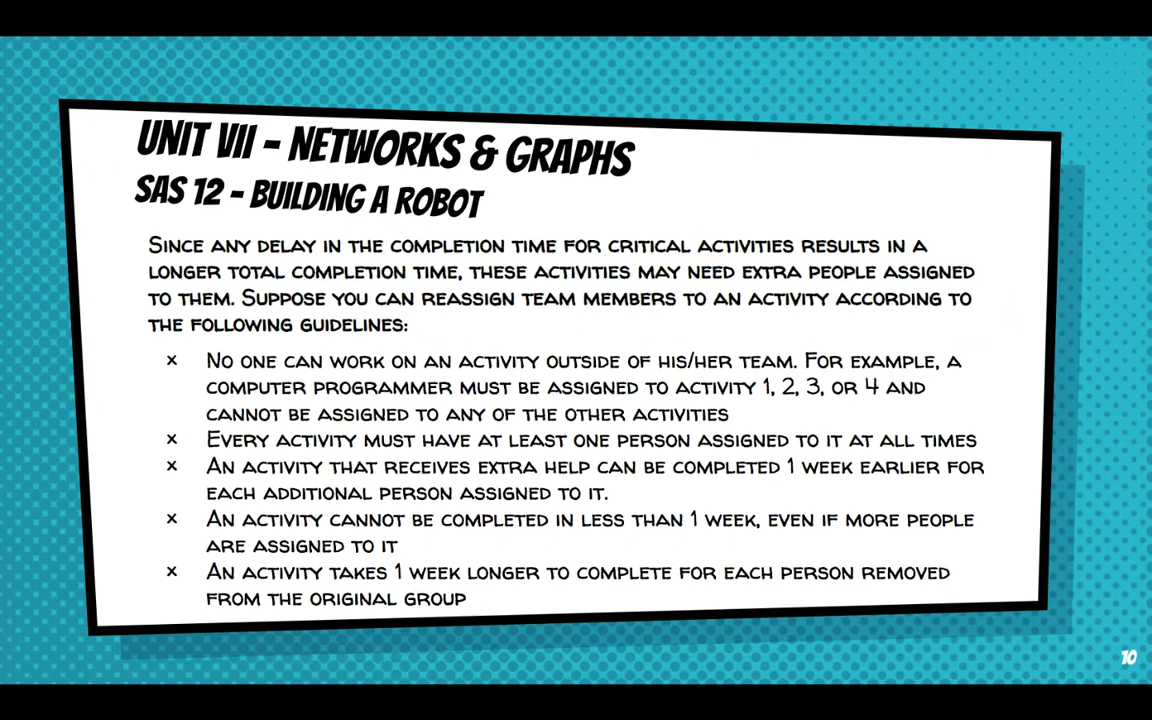 UNIT VII - NETWORKS & GRAPHS
SAS 12 - BUILDING A ROBOT
SINCE ANY DELAY IN THE COMPLETION TIME FOR CRITICAL ACTIVITIES RESULTS IN A
LONGER TOTAL COMPLETION TIME, THESE ACTIVITIES MAY NEED EXTRA PEOPLE ASSIGNED
TO THEM. SUPPOSE YOU CAN REASSIGN TEAM MEMBERS TO AN ACTIVITY ACCORDING TO
THE FOLLOWING GUIDELINES:
× NO ONE CAN WORK ON AN ACTIVITY OUTSIDE OF HIS/HER TEAM. FOR EXAMPLE, A
COMPUTER PROGRAMMER MUST BE ASSIGNED TO ACTIVITY 1, 2, 3, OR 4 AND
CANNOT BE ASSIGNED TO ANY OF THE OTHER ACTIVITIES
× EVERY ACTIVITY MUST HAVE AT LEAST ONE PERSON ASSIGNED TO IT AT ALL TIMES
× AN ACTIVITY THAT RECEIVES EXTRA HELP CAN BE COMPLETED 1 WEEK EARLIER FOR
EACH ADDITIONAL PERSON ASSIGNED TO IT.
× AN ACTIVITY CANNOT BE COMPLETED IN LESS THAN 1 WEEK, EVEN IF MORE PEOPLE
ARE ASSIGNED TO IT
× AN ACTIVITY TAKES 1 WEEK LONGER TO COMPLETE FOR EACH PERSON REMOVED
FROM THE ORIGINAL GROUP
10